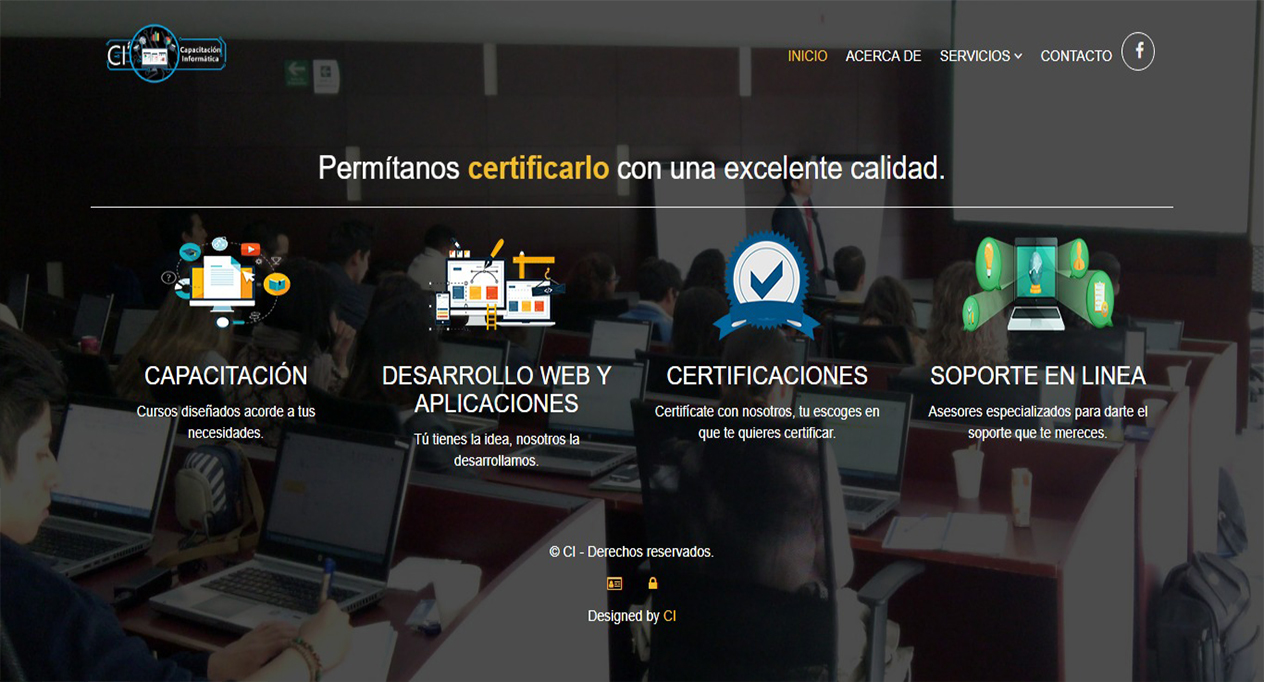 CI
Capacitación
Informática
INICIO ACERCA DE SERVICIOS CONTACTO f
Permítanos certificarlo con una excelente calidad.
CAPACITACIÓN
Cursos diseñados acorde a tus
necesidades.
DESARROLLO WEB Y
APLICACIONES
Tú tienes la idea, nosotros la
desarrollamos.
CERTIFICACIONES
Certifícate con nosotros, tu escoges en
que te quieres certificar.
SOPORTE EN LINEA
Asesores especializados para darte el
soporte que te mereces.
© CI - Derechos reservados.
Designed by CI